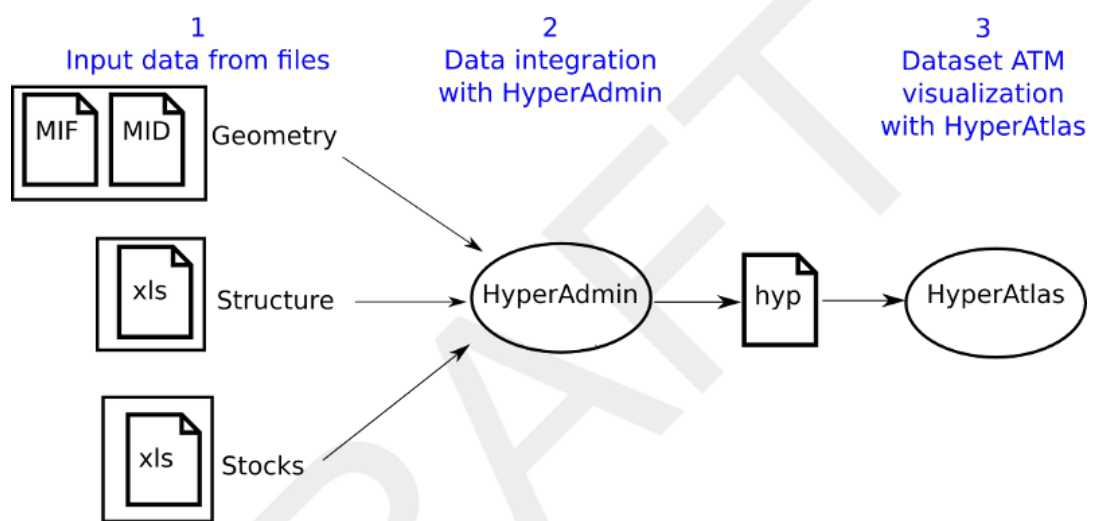 1
Input data from files
2
Data integration
with HyperAdmin
3
Dataset ATM
visualization
with HyperAtlas
MIF MID Geometry
xls Structure
xls Stocks
HyperAdmin
hyp
HyperAtlas
RAFT